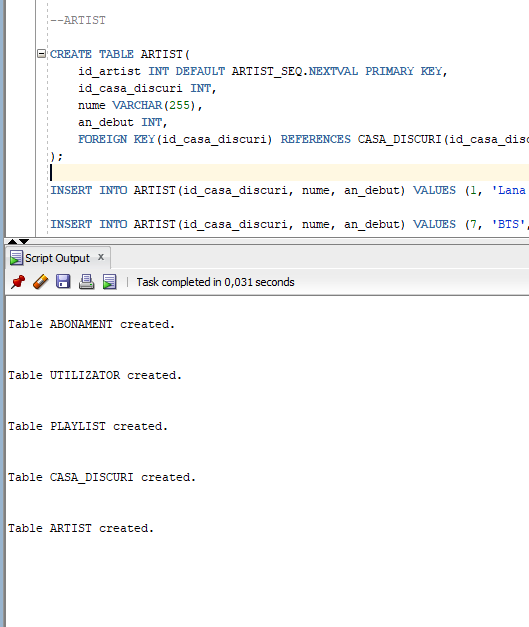 --ARTIST
CREATE TABLE ARTIST(
id_artist INT DEFAULT ARTIST_SEQ.NEXTVAL PRIMARY KEY,
id_casa_discuri INT,
nume VARCHAR(255),
an_debut INT,
FOREIGN KEY(id_casa_discuri) REFERENCES CASA_DISCURI(id_casa_disc
);
INSERT INTO ARTIST(id_casa_discuri, nume, an_debut) VALUES (1, 'Lana
INSERT INTO ARTIST(id_casa_discuri, nume, an_debut) VALUES (7, 'BTS',
Script Output x
Task completed in 0,031 seconds
Table ABONAMENT created.
Table UTILIZATOR created.
Table PLAYLIST created.
Table CASA_DISCURI created.
Table ARTIST created.